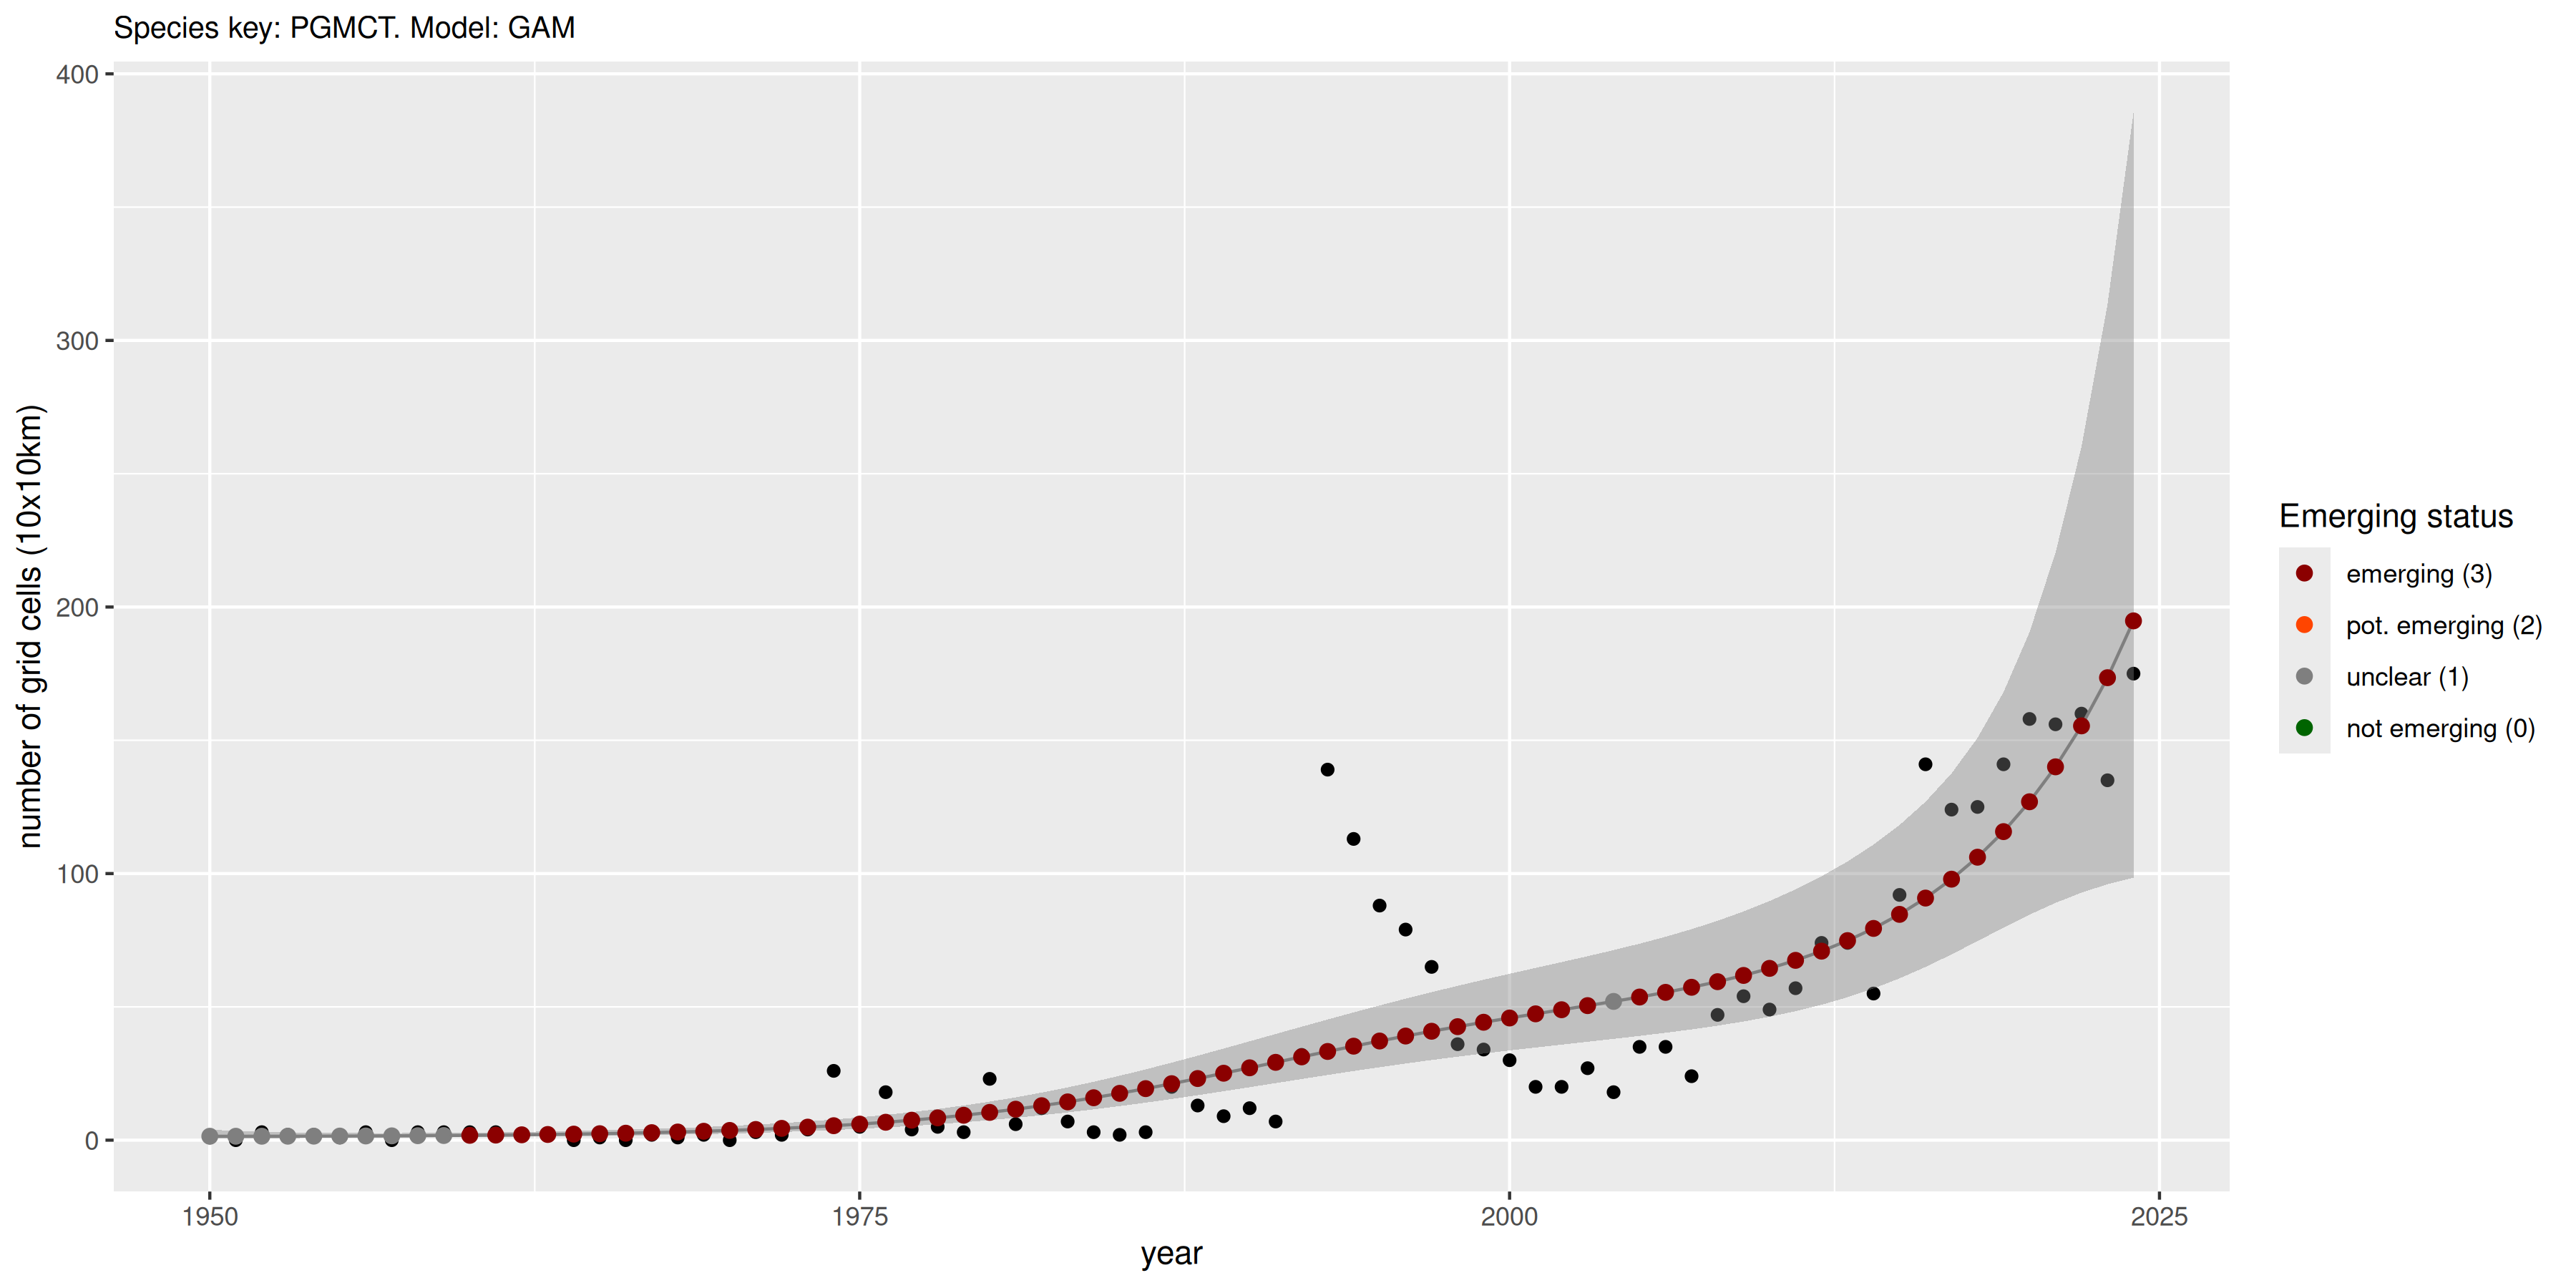 Species key: PGMCT. Model: GAM
number of grid cells (10x10km)
400
300
200
100
0
1950
1975
2000
2025
year
Emerging status
emerging (3)
pot. emerging (2)
unclear (1)
not emerging (0)